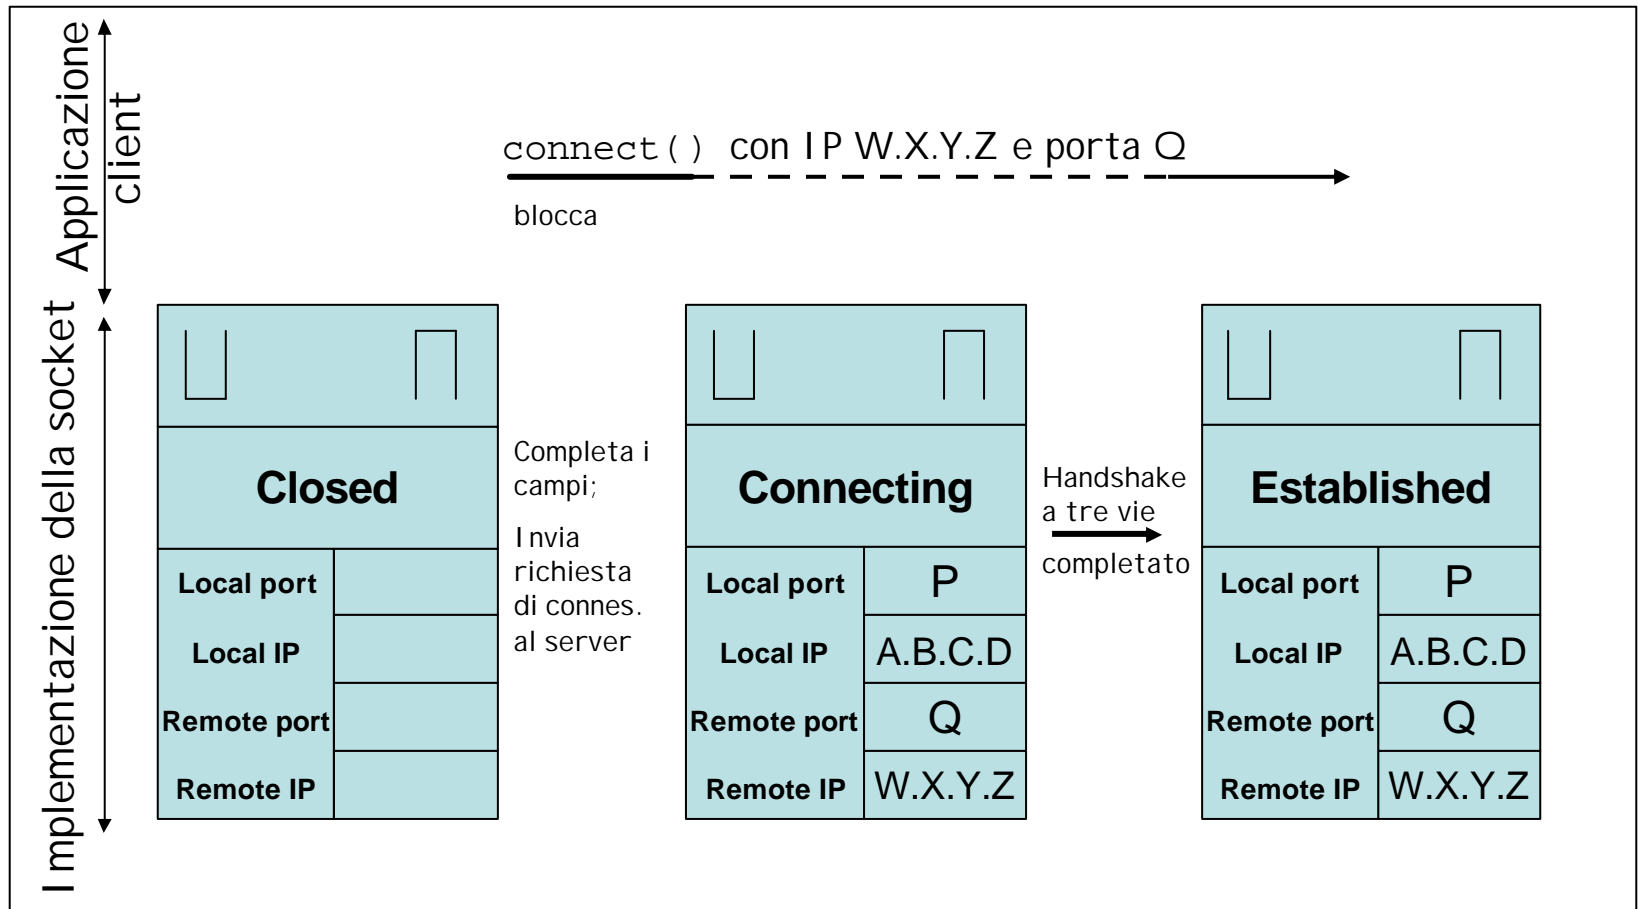 Applicazione
client
connect() con IP W.X.Y.Z e porta Q
blocca
Implementazione della socket
Closed
Local port
Local IP
Remote port
Remote IP
Completa i
campi;
Invia
richiesta
di connes.
al server
Connecting
Local port P
Local IP A.B.C.D
Remote port Q
Remote IP W.X.Y.Z
Handshake
a tre vie
completato
Established
Local port P
Local IP A.B.C.D
Remote port Q
Remote IP W.X.Y.Z